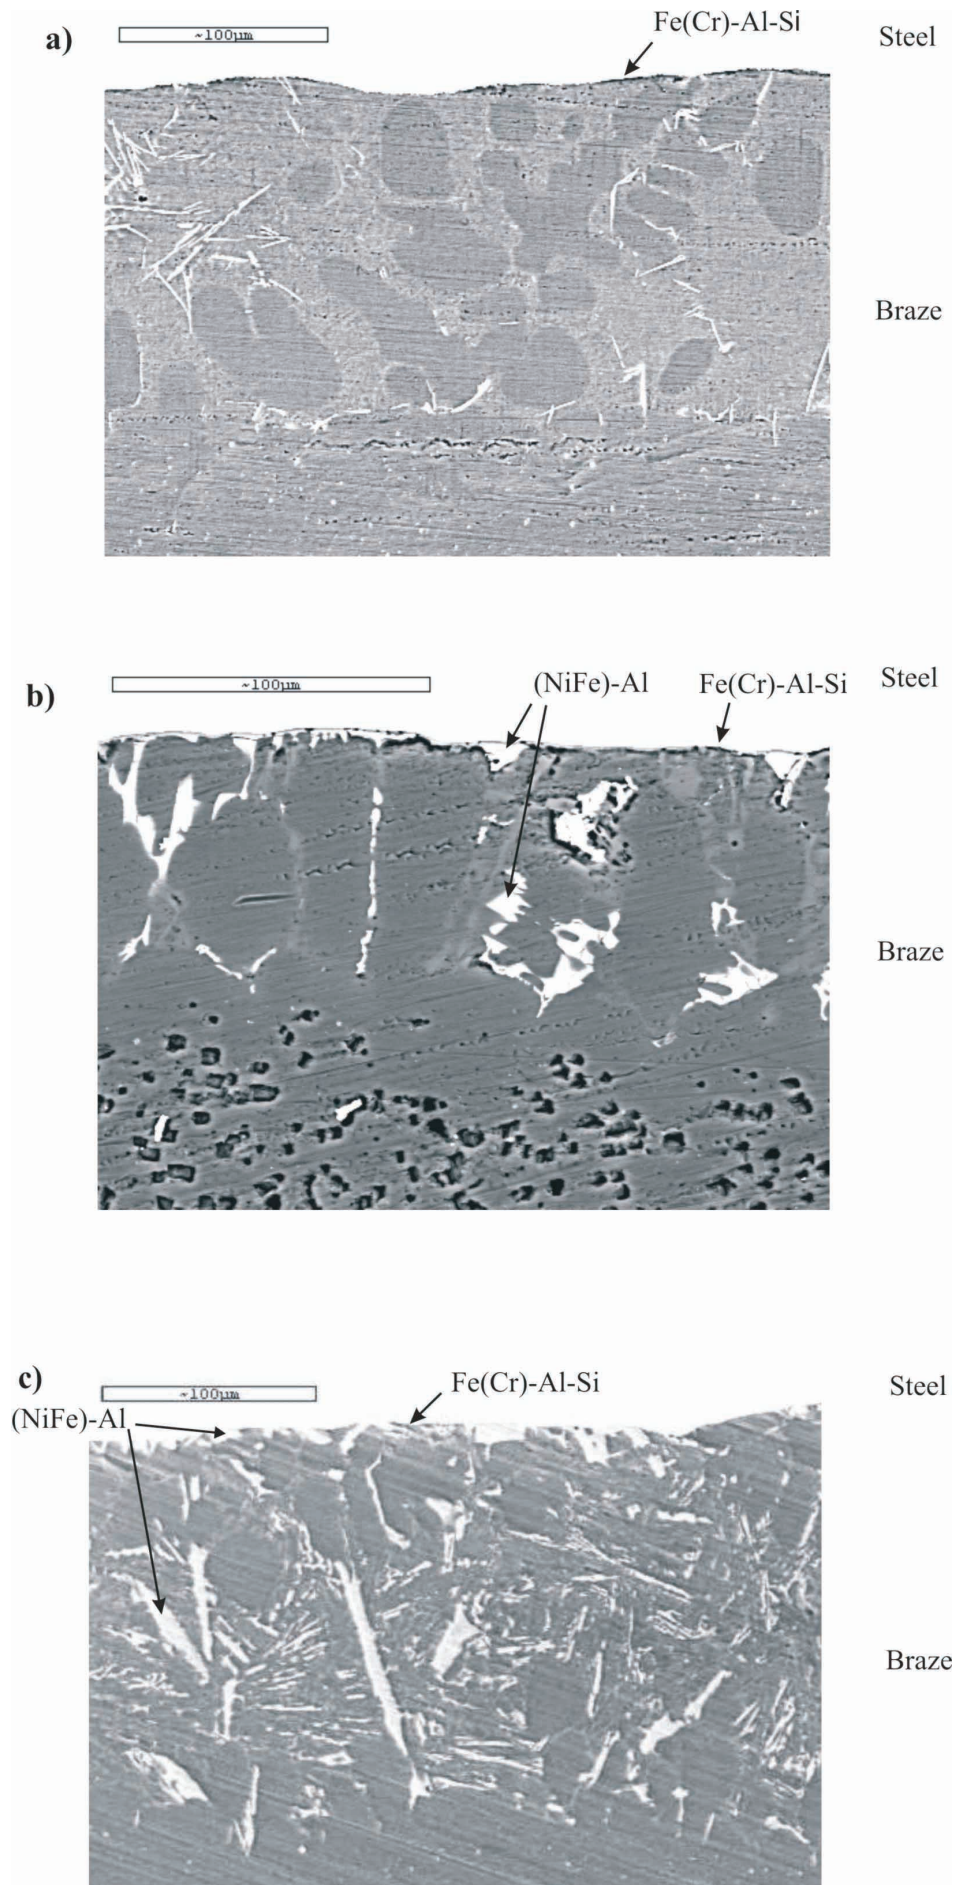 a)
~100µm
Fe(Cr)-Al-Si
Steel
Braze
b)
~100µm
(NiFe)-Al
Fe(Cr)-Al-Si
Steel
Braze
c)
~100µm
Fe(Cr)-Al-Si
Steel
(NiFe)-Al
Braze